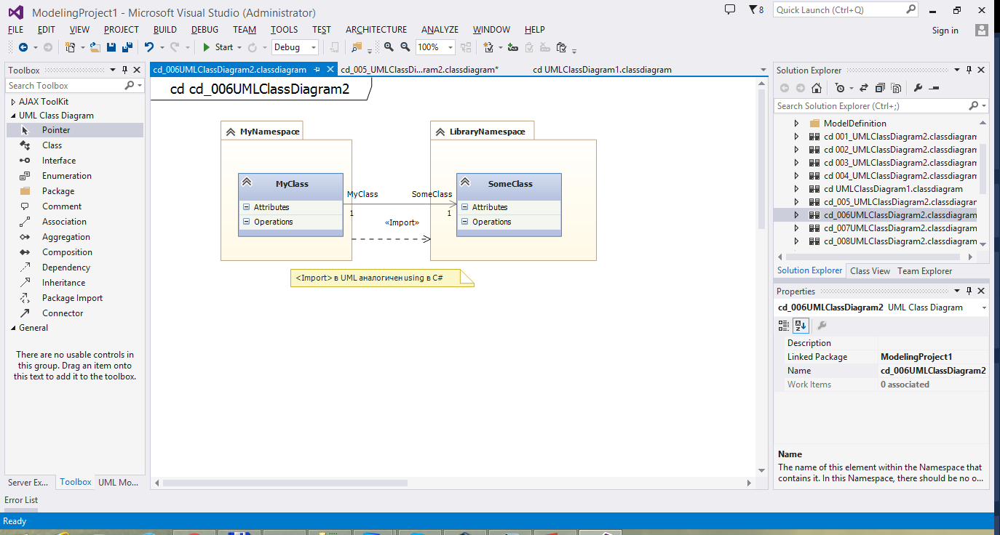 ModelingProject1 - Microsoft Visual Studio (Administrator)
8
Quick Launch (Ctrl+Q)
FILE EDIT VIEW PROJECT BUILD DEBUG TEAM TOOLS TEST ARCHITECTURE ANALYZE WINDOW HELP
Sign in
Start
Debug
100%
Toolbox
Search Toolbox
AJAX ToolKit
UML Class Diagram
Pointer
Class
Interface
Enumeration
Package
Comment
Association
Aggregation
Composition
Dependency
Inheritance
Package Import
Connector
General
There are no usable controls in
this group. Drag an item onto
this text to add it to the toolbox.
Server Ex... Toolbox UML Mo...
cd_006UMLClassDiagram2.classdiagram
cd_005_UMLClassDi...ram2.classdiagram*
cd UMLClassDiagram1.classdiagram
cd cd_006UMLClassDiagram2
MyNamespace
LibraryNamespace
MyClass
Attributes
Operations
MyClass
SomeClass
1
1
«Import»
SomeClass
Attributes
Operations
<Import> в UML аналогичен using в C#
Solution Explorer
Search Solution Explorer (Ctrl+;)
ModelDefinition
cd 001_UMLClassDiagram2.classdiagram
cd 002_UMLClassDiagram2.classdiagram
cd 003_UMLClassDiagram2.classdiagram
cd 004_UMLClassDiagram2.classdiagram
cd UMLClassDiagram1.classdiagram
cd_005_UMLClassDiagram2.classdiagram
cd_006UMLClassDiagram2.classdiagram
cd_007UMLClassDiagram2.classdiagram
cd_008UMLClassDiagram2.classdiagram
Solution Explorer Class View Team Explorer
Properties
cd_006UMLClassDiagram2 UML Class Diagram
Description
Linked Package ModelingProject1
Name cd_006UMLClassDiagram2
Work Items 0 associated
Name
The name of this element within the Namespace that
contains it. In this Namespace, there should be no o...
Error List
Ready